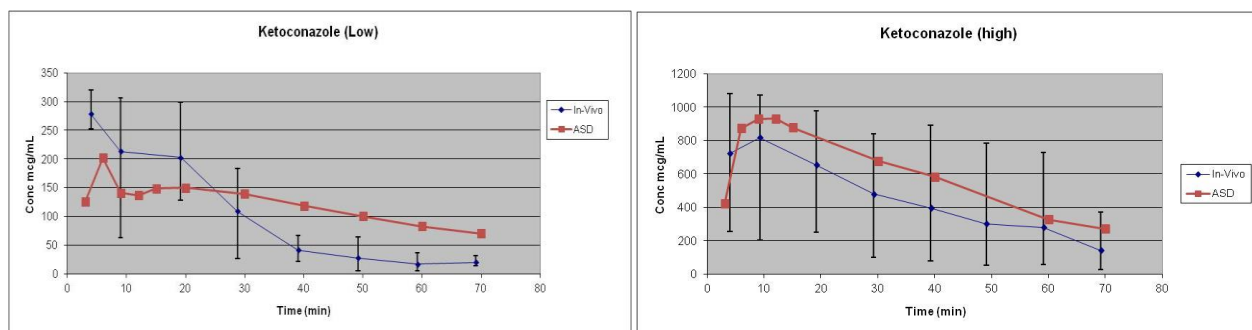 Ketoconazole (Low)
350
300
250
200
150
100
50
0
Conc mcg/mL
0 10 20 30 40 50 60 70 80
Time (min)
In-Vivo
ASD
Ketoconazole (high)
1200
1000
800
600
400
200
0
Conc mcg/mL
0 10 20 30 40 50 60 70 80
Time (min)
In-Vivo
ASD